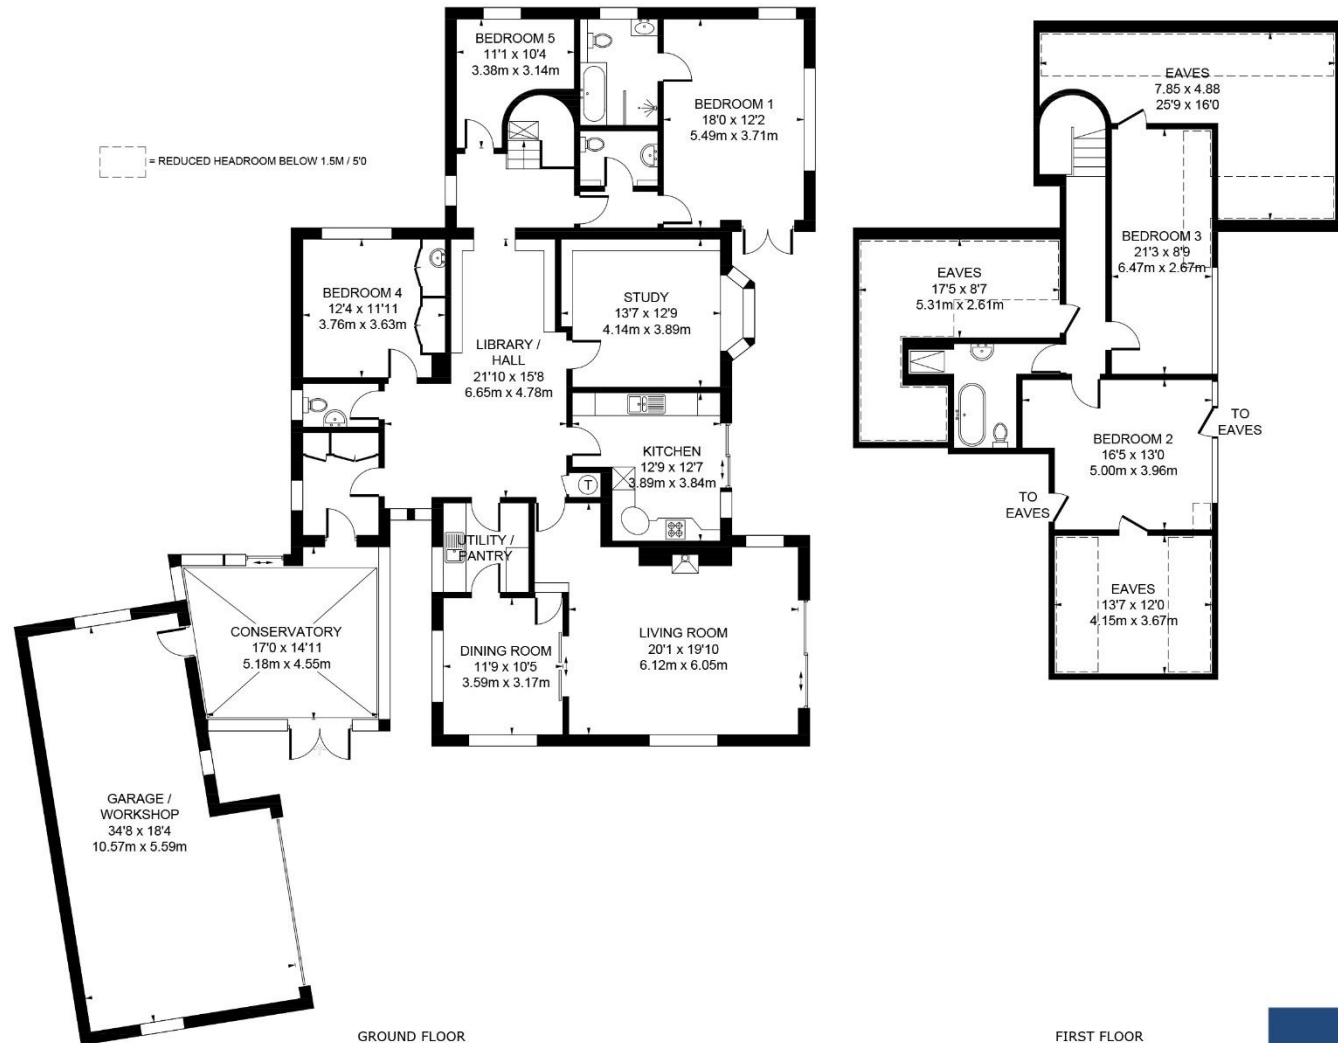 = REDUCED HEADROOM BELOW 1.5M / 5'0
BEDROOM 5
11'1 x 10'4
3.38m x 3.14m
BEDROOM 1
18'0 x 12'2
5.49m x 3.71m
BEDROOM 4
12'4 x 11'11
3.76m x 3.63m
LIBRARY /
HALL
21'10 x 15'8
6.65m x 4.78m
STUDY
13'7 x 12'9
4.14m x 3.89m
KITCHEN
12'9 x 12'7
3.89m x 3.84m
T
UTILITY /
PANTRY
CONSERVATORY
17'0 x 14'11
5.18m x 4.55m
DINING ROOM
11'9 x 10'5
3.59m x 3.17m
LIVING ROOM
20'1 x 19'10
6.12m x 6.05m
GARAGE /
WORKSHOP
34'8 x 18'4
10.57m x 5.59m
GROUND FLOOR
EAVES
7.85 x 4.88
25'9 x 16'0
BEDROOM 3
21'3 x 8'9
6.47m x 2.67m
EAVES
17'5 x 8'7
5.31m x 2.61m
BEDROOM 2
16'5 x 13'0
5.00m x 3.96m
TO
EAVES
TO
EAVES
EAVES
13'7 x 12'0
4.15m x 3.67m
FIRST FLOOR